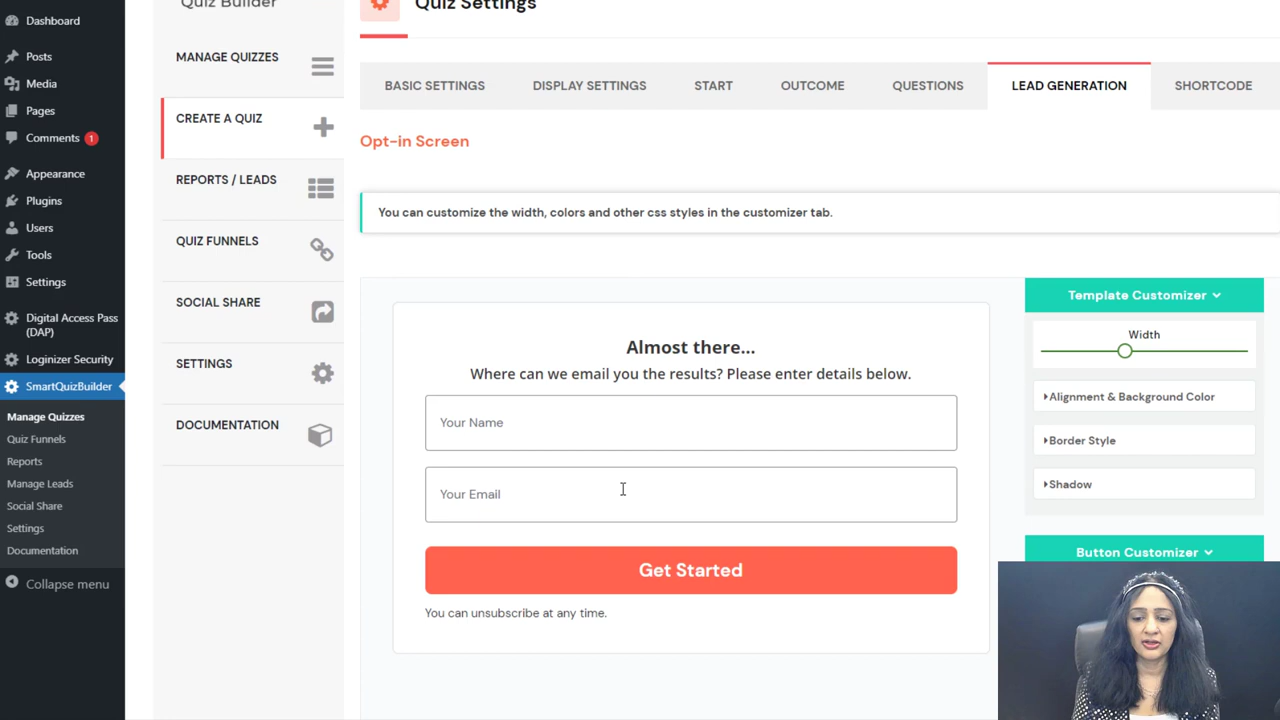 Dashboard
Posts
Media
Pages
Comments 1
Appearance
Plugins
Users
Tools
Settings
Digital Access Pass
(DAP)
Loginizer Security
SmartQuizBuilder
Manage Quizzes
Quiz Funnels
Reports
Manage Leads
Social Share
Settings
Documentation
Collapse menu
Quiz Builder
MANAGE QUIZZES
CREATE A QUIZ
REPORTS / LEADS
QUIZ FUNNELS
SOCIAL SHARE
SETTINGS
DOCUMENTATION
Quiz Settings
BASIC SETTINGS DISPLAY SETTINGS START OUTCOME QUESTIONS LEAD GENERATION SHORTCODE
Opt-in Screen
You can customize the width, colors and other css styles in the customizer tab.
Almost there...
Where can we email you the results? Please enter details below.
Your Name
Your Email
Get Started
You can unsubscribe at any time.
Template Customizer
Width
Alignment & Background Color
Border Style
Shadow
Button Customizer